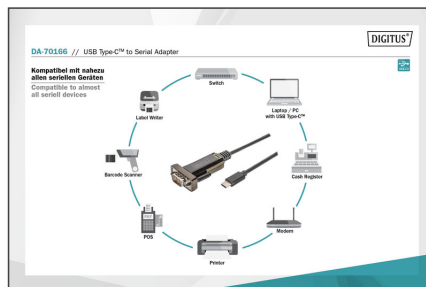 DIGITUS®
DA-70166 // USB Type-C™ to Serial Adapter
Kompatibel mit nahezu
allen seriellen Geräten
Compatible to almost
all seriell devices
Switch
Label Writer
Laptop / PC
with USB Type-C™
Barcode Scanner
Cash Register
POS
Modem
Printer